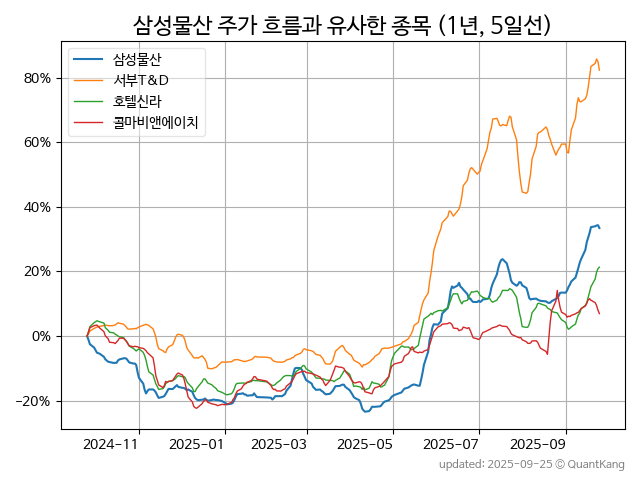 삼성물산 주가 흐름과 유사한 종목 (1년, 5일선)
삼성물산
서부T&D
호텔신라
콜마비앤에이치
80%
60%
40%
20%
0%
−20%
2024-11 2025-01 2025-03 2025-05 2025-07 2025-09
updated: 2025-09-25 © QuantKang